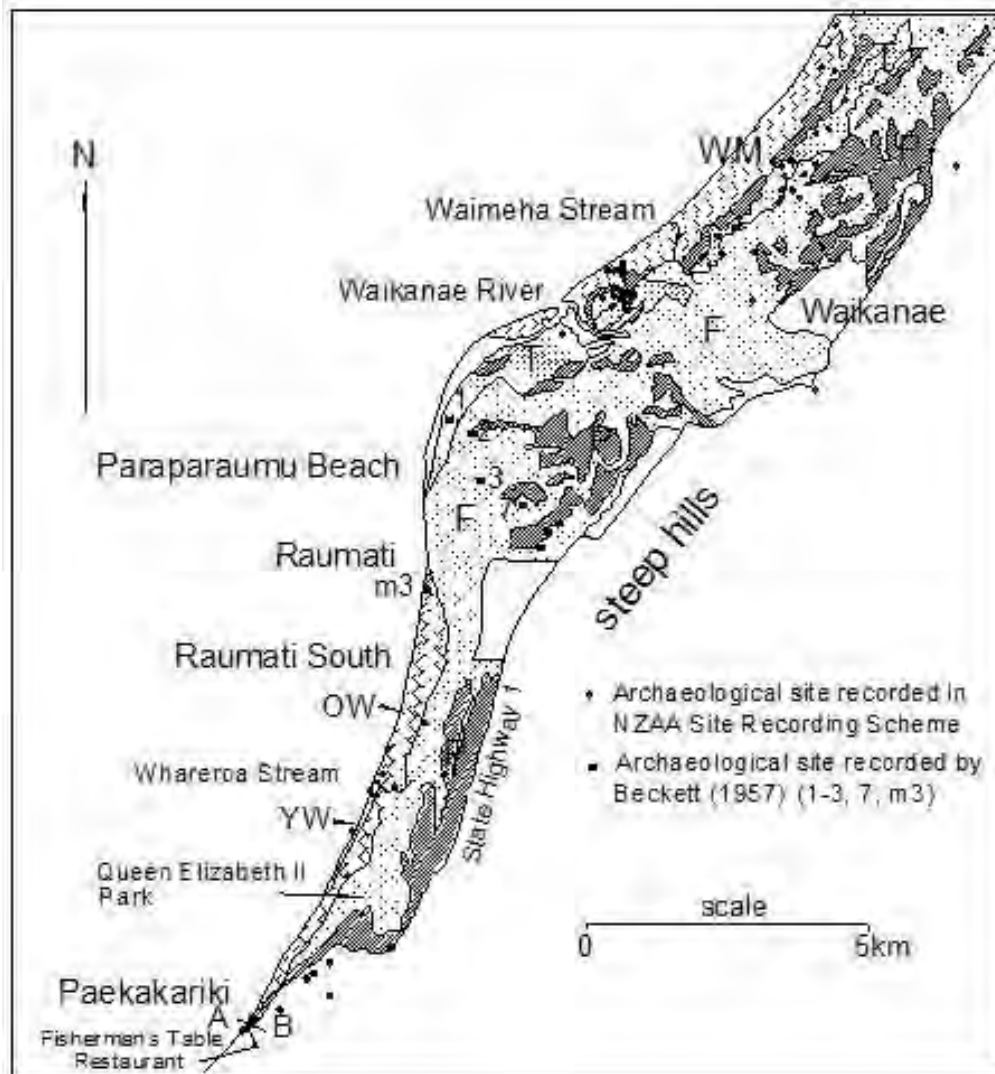 N
WM
Waimeha Stream
Waikanae River
Waikanae
F
T
Paraparaumu Beach
3
F
Raumati
m3
steep hills
Raumati South
OW
Whareroa Stream
YW
State Highway 1
Queen Elizabeth II
Park
Archaeological site recorded in
NZAA Site Recording Scheme
Archaeological site recorded by
Beckett (1957) (1-3, 7, m3)
scale
0 5km
Paekakariki
A B
Fisherman's Table
Restaurant